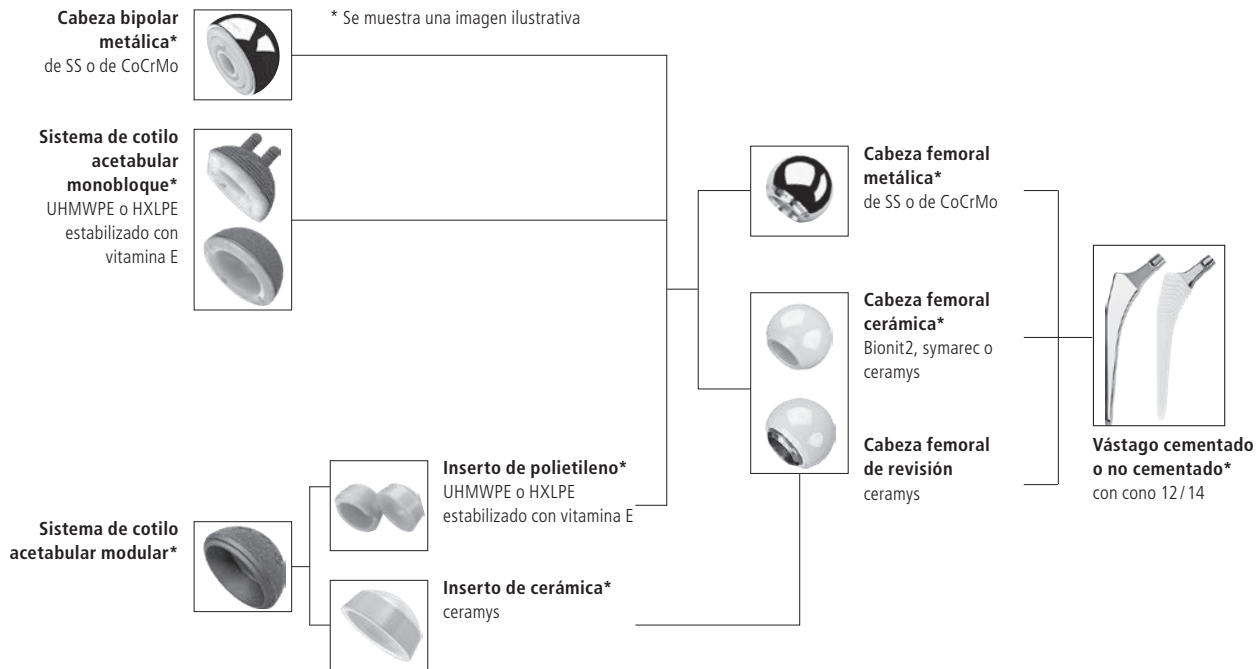 Cabeza bipolar
metálica*
de SS o de CoCrMo
* Se muestra una imagen ilustrativa
Sistema de cotilo
acetabular
monobloque*
UHMWPE o HXLPE
estabilizado con
vitamina E
Cabeza femoral
metálica*
de SS o de CoCrMo
Cabeza femoral
cerámica*
Bionit2, symarec o
ceramys
Cabeza femoral
de revisión
ceramys
Vástago cementado
o no cementado*
con cono 12/14
Inserto de polietileno*
UHMWPE o HXLPE
estabilizado con vitamina E
Sistema de cotilo
acetabular modular*
Inserto de cerámica*
ceramys